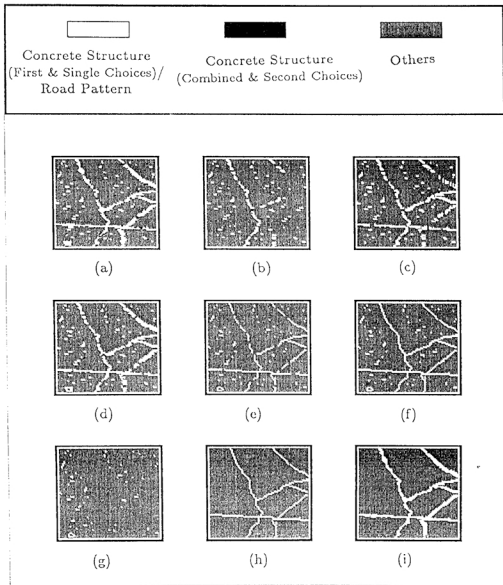 Concrete Structure
(First & Single Choices)/
Road Pattern
Concrete Structure
(Combined & Second Choices)
Others
(a)
(b)
(c)
(d)
(e)
(f)
(g)
(h)
(i)